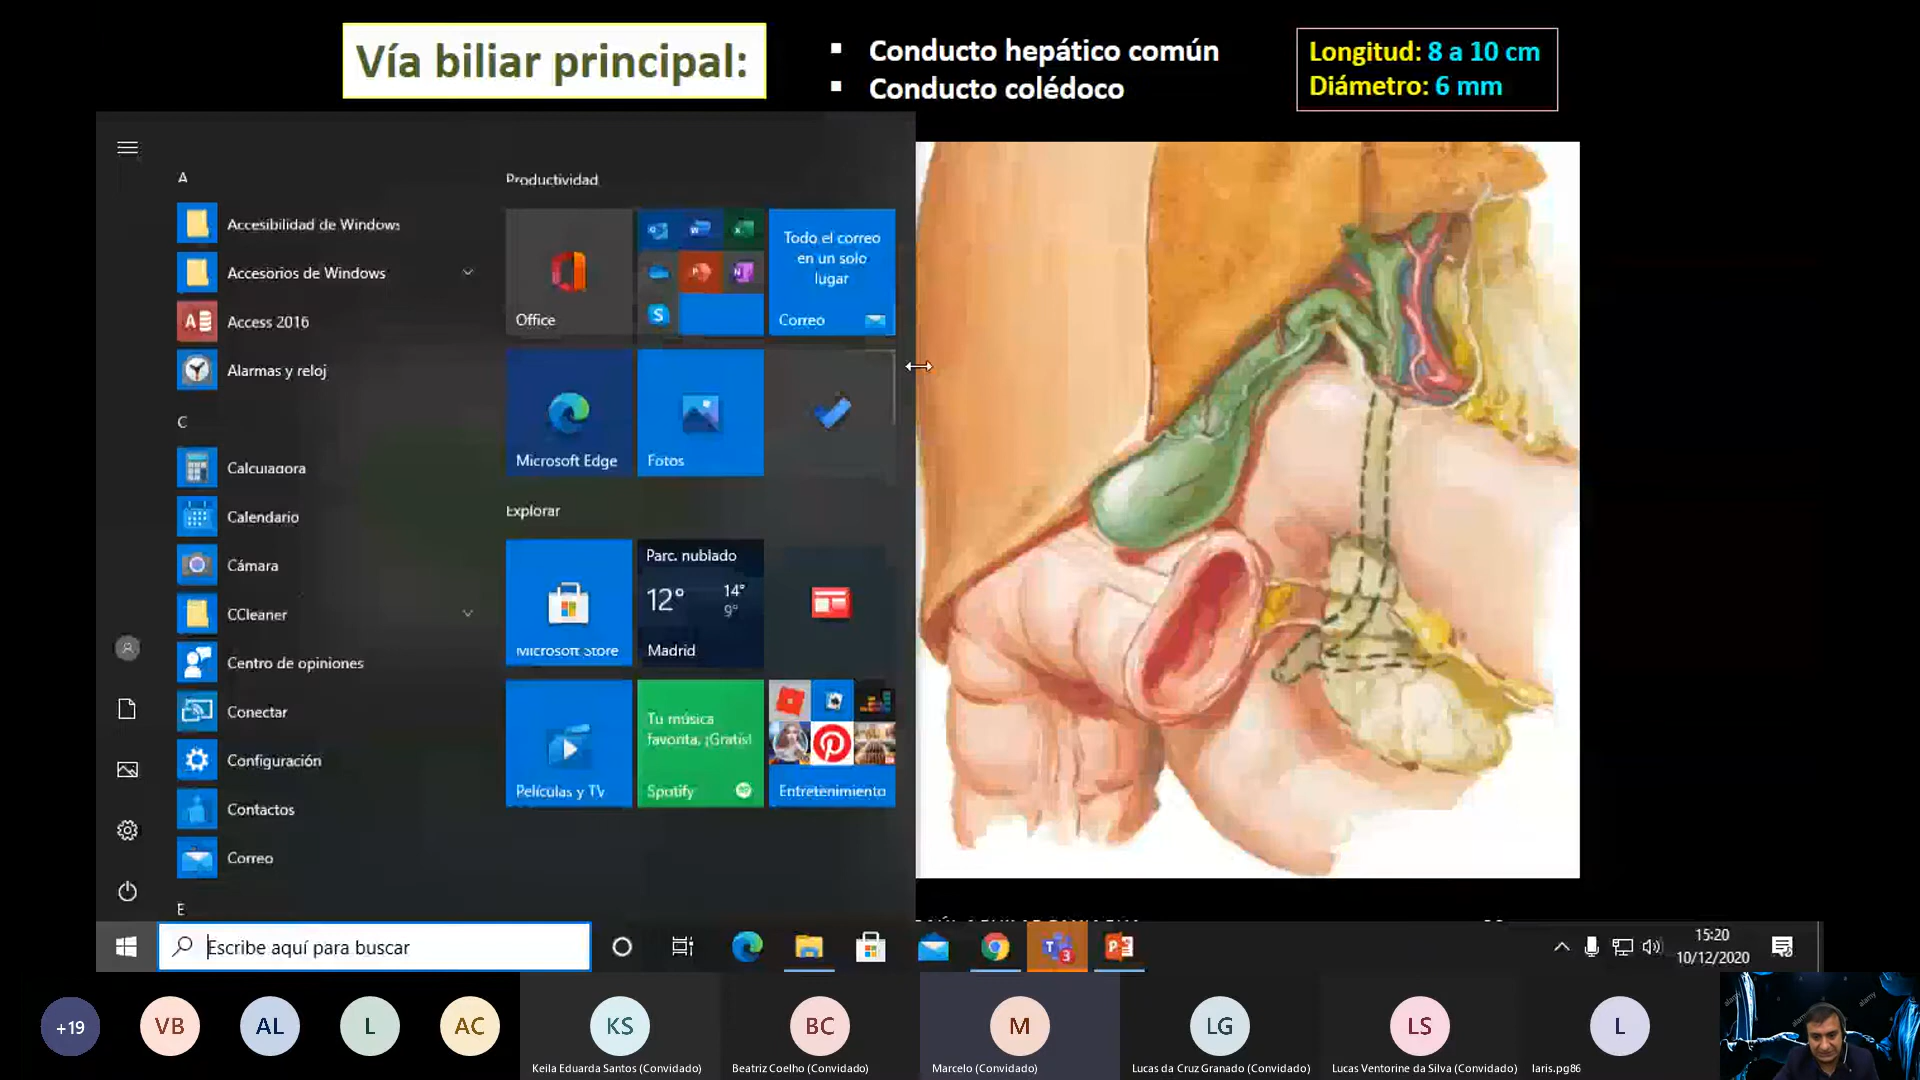 Vía biliar principal:
Conducto hepático común
Conducto colédoco
Longitud: 8 a 10 cm
Diámetro: 6 mm
A
Accesibilidad de Windows
Accesorios de Windows
Access 2016
Alarmas y reloj
C
Calculadora
Calendario
Cámara
CCleaner
Centro de opiniones
Conectar
Configuración
Contactos
Correo
E
Productividad
Office
Todo el correo
en un solo
lugar
Correo
Microsoft Edge
Fotos
Explorar
Microsoft Store
Parc. nublado
12°
14°
9°
Madrid
Películas y TV
Tu música
favorita, ¡Gratis!
Spotify
Entretenimiento
Escribe aquí para buscar
3
15:20
10/12/2020
+19
VB
AL
L
AC
KS
Keila Eduarda Santos (Convidado)
BC
Beatriz Coelho (Convidado)
M
Marcelo (Convidado)
LG
Lucas da Cruz Granado (Convidado)
LS
Lucas Ventorine da Silva (Convidado)
L
laris.pg86
alamy
alamy